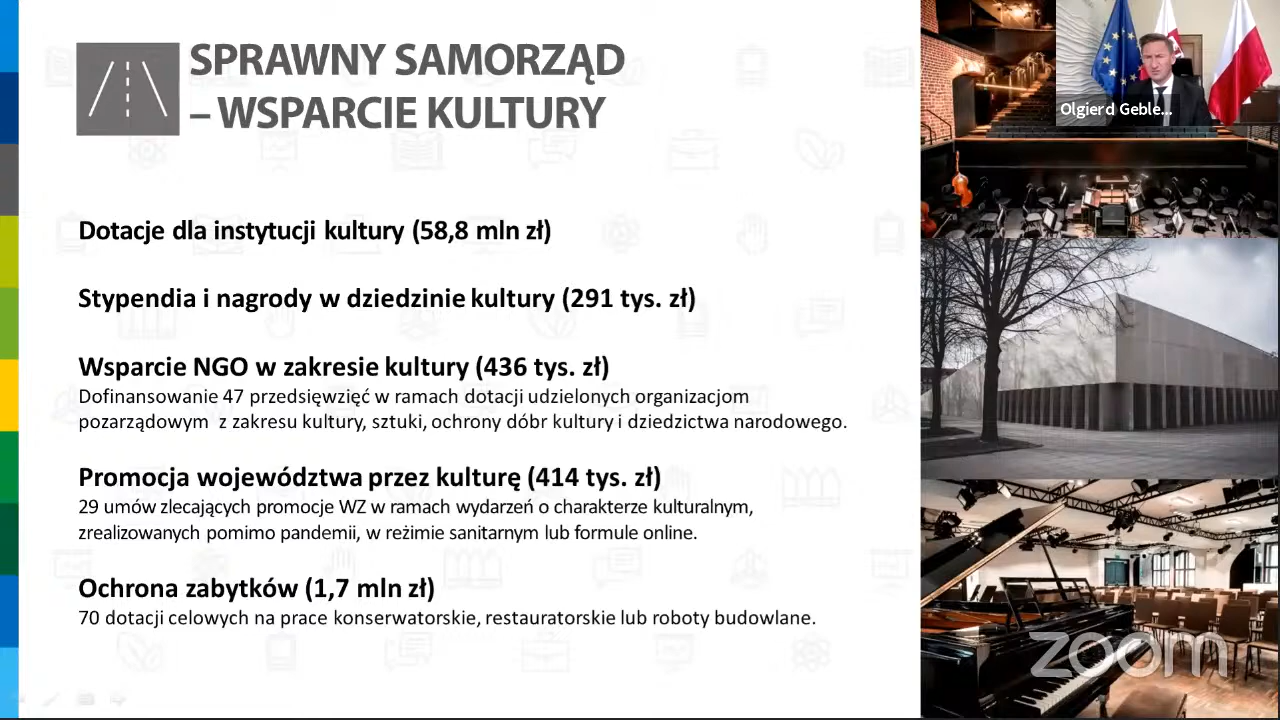 SPRAWNY SAMORZĄD
– WSPARCIE KULTURY
Olgierd Geble...
Dotacje dla instytucji kultury (58,8 mln zł)
Stypendia i nagrody w dziedzinie kultury (291 tys. zł)
Wsparcie NGO w zakresie kultury (436 tys. zł)
Dofinansowanie 47 przedsięwzięć w ramach dotacji udzielonych organizacjom
pozarządowym z zakresu kultury, sztuki, ochrony dóbr kultury i dziedzictwa narodowego.
Promocja województwa przez kulturę (414 tys. zł)
29 umów zlecających promocje WZ w ramach wydarzeń o charakterze kulturalnym,
zrealizowanych pomimo pandemii, w reżimie sanitarnym lub formule online.
Ochrona zabytków (1,7 mln zł)
70 dotacji celowych na prace konserwatorskie, restauratorskie lub roboty budowlane.
zoom